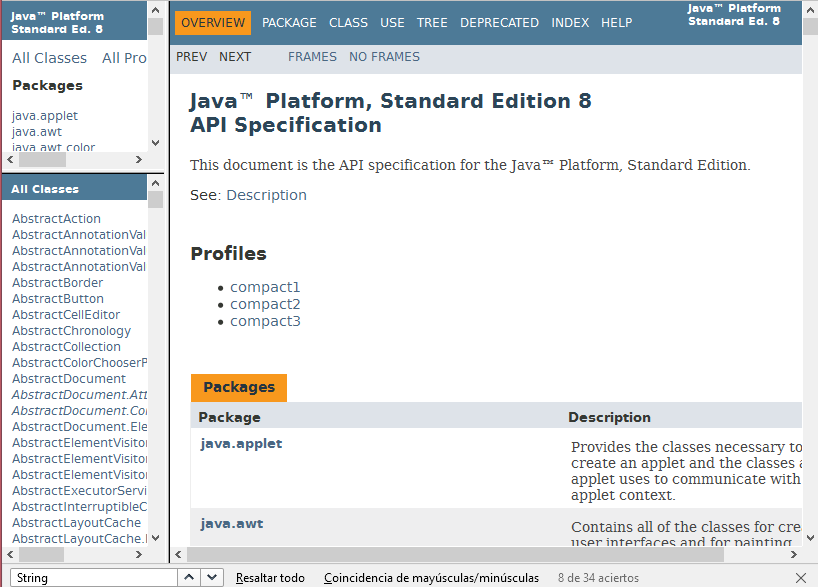 Java™ Platform
Standard Ed. 8
All Classes All Pro
Packages
java.applet
java.awt
java.awt.color
All Classes
AbstractAction
AbstractAnnotationVal
AbstractAnnotationVal
AbstractAnnotationVal
AbstractBorder
AbstractButton
AbstractCellEditor
AbstractChronology
AbstractCollection
AbstractColorChooserP
AbstractDocument
AbstractDocument.Att
AbstractDocument.Co
AbstractDocument.Ele
AbstractElementVisitor
AbstractElementVisitor
AbstractElementVisitor
AbstractExecutorServi
AbstractInterruptibleC
AbstractLayoutCache
AbstractLayoutCache.
OVERVIEW PACKAGE CLASS USE TREE DEPRECATED INDEX HELP
Java™ Platform
Standard Ed. 8
PREV NEXT FRAMES NO FRAMES
Java™ Platform, Standard Edition 8
API Specification
This document is the API specification for the Java™ Platform, Standard Edition.
See: Description
Profiles
• compact1
• compact2
• compact3
Packages
Package Description
java.applet
Provides the classes necessary to
create an applet and the classes a
applet uses to communicate with
applet context.
java.awt
Contains all of the classes for cre
user interfaces and for painting
String Resaltar todo Coincidencia de mayúsculas/minúsculas 8 de 34 aciertos